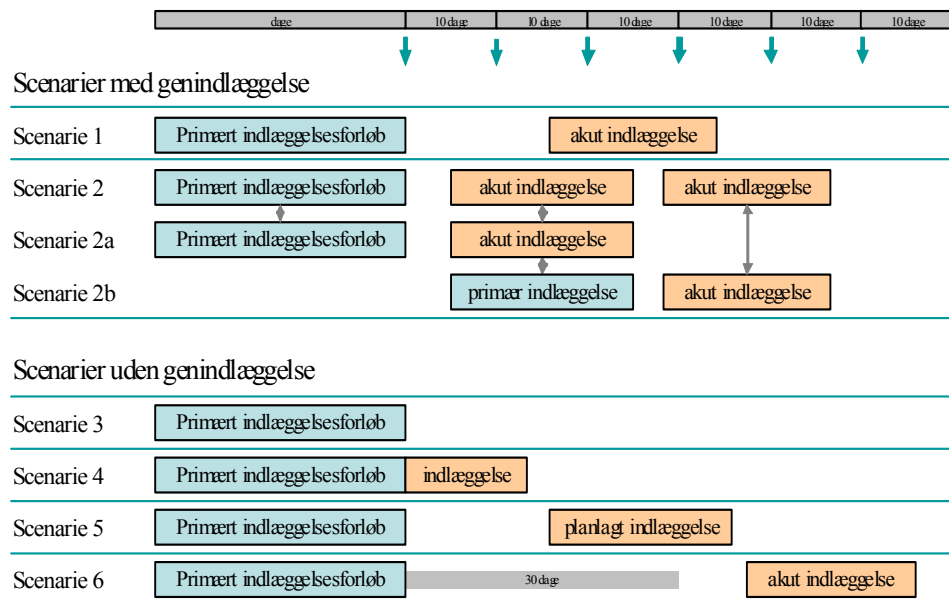 dage 10 dage 10 dage 10 dage 10 dage 10 dage 10 dage
Scenarier med genindlæggelse
Scenarie 1 Primært indlæggelsesforløb akut indlæggelse
Scenarie 2 Primært indlæggelsesforløb akut indlæggelse akut indlæggelse
Scenarie 2a Primært indlæggelsesforløb akut indlæggelse
Scenarie 2b primær indlæggelse akut indlæggelse
Scenarier uden genindlæggelse
Scenarie 3 Primært indlæggelsesforløb
Scenarie 4 Primært indlæggelsesforløb indlæggelse
Scenarie 5 Primært indlæggelsesforløb planlagt indlæggelse
Scenarie 6 Primært indlæggelsesforløb 30 dage akut indlæggelse